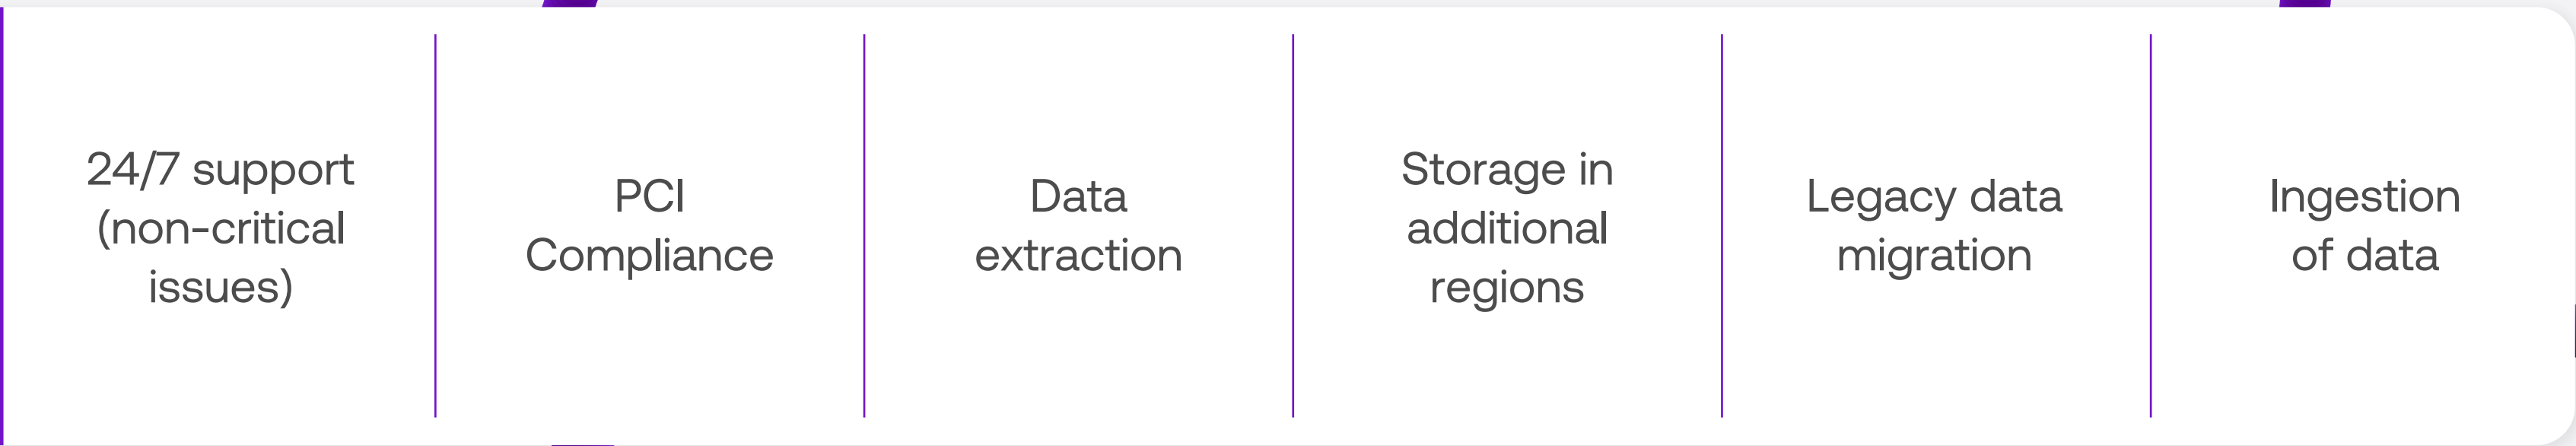 24/7 support
(non-critical
issues)
PCI
Compliance
Data
extraction
Storage in
additional
regions
Legacy data
migration
Ingestion
of data